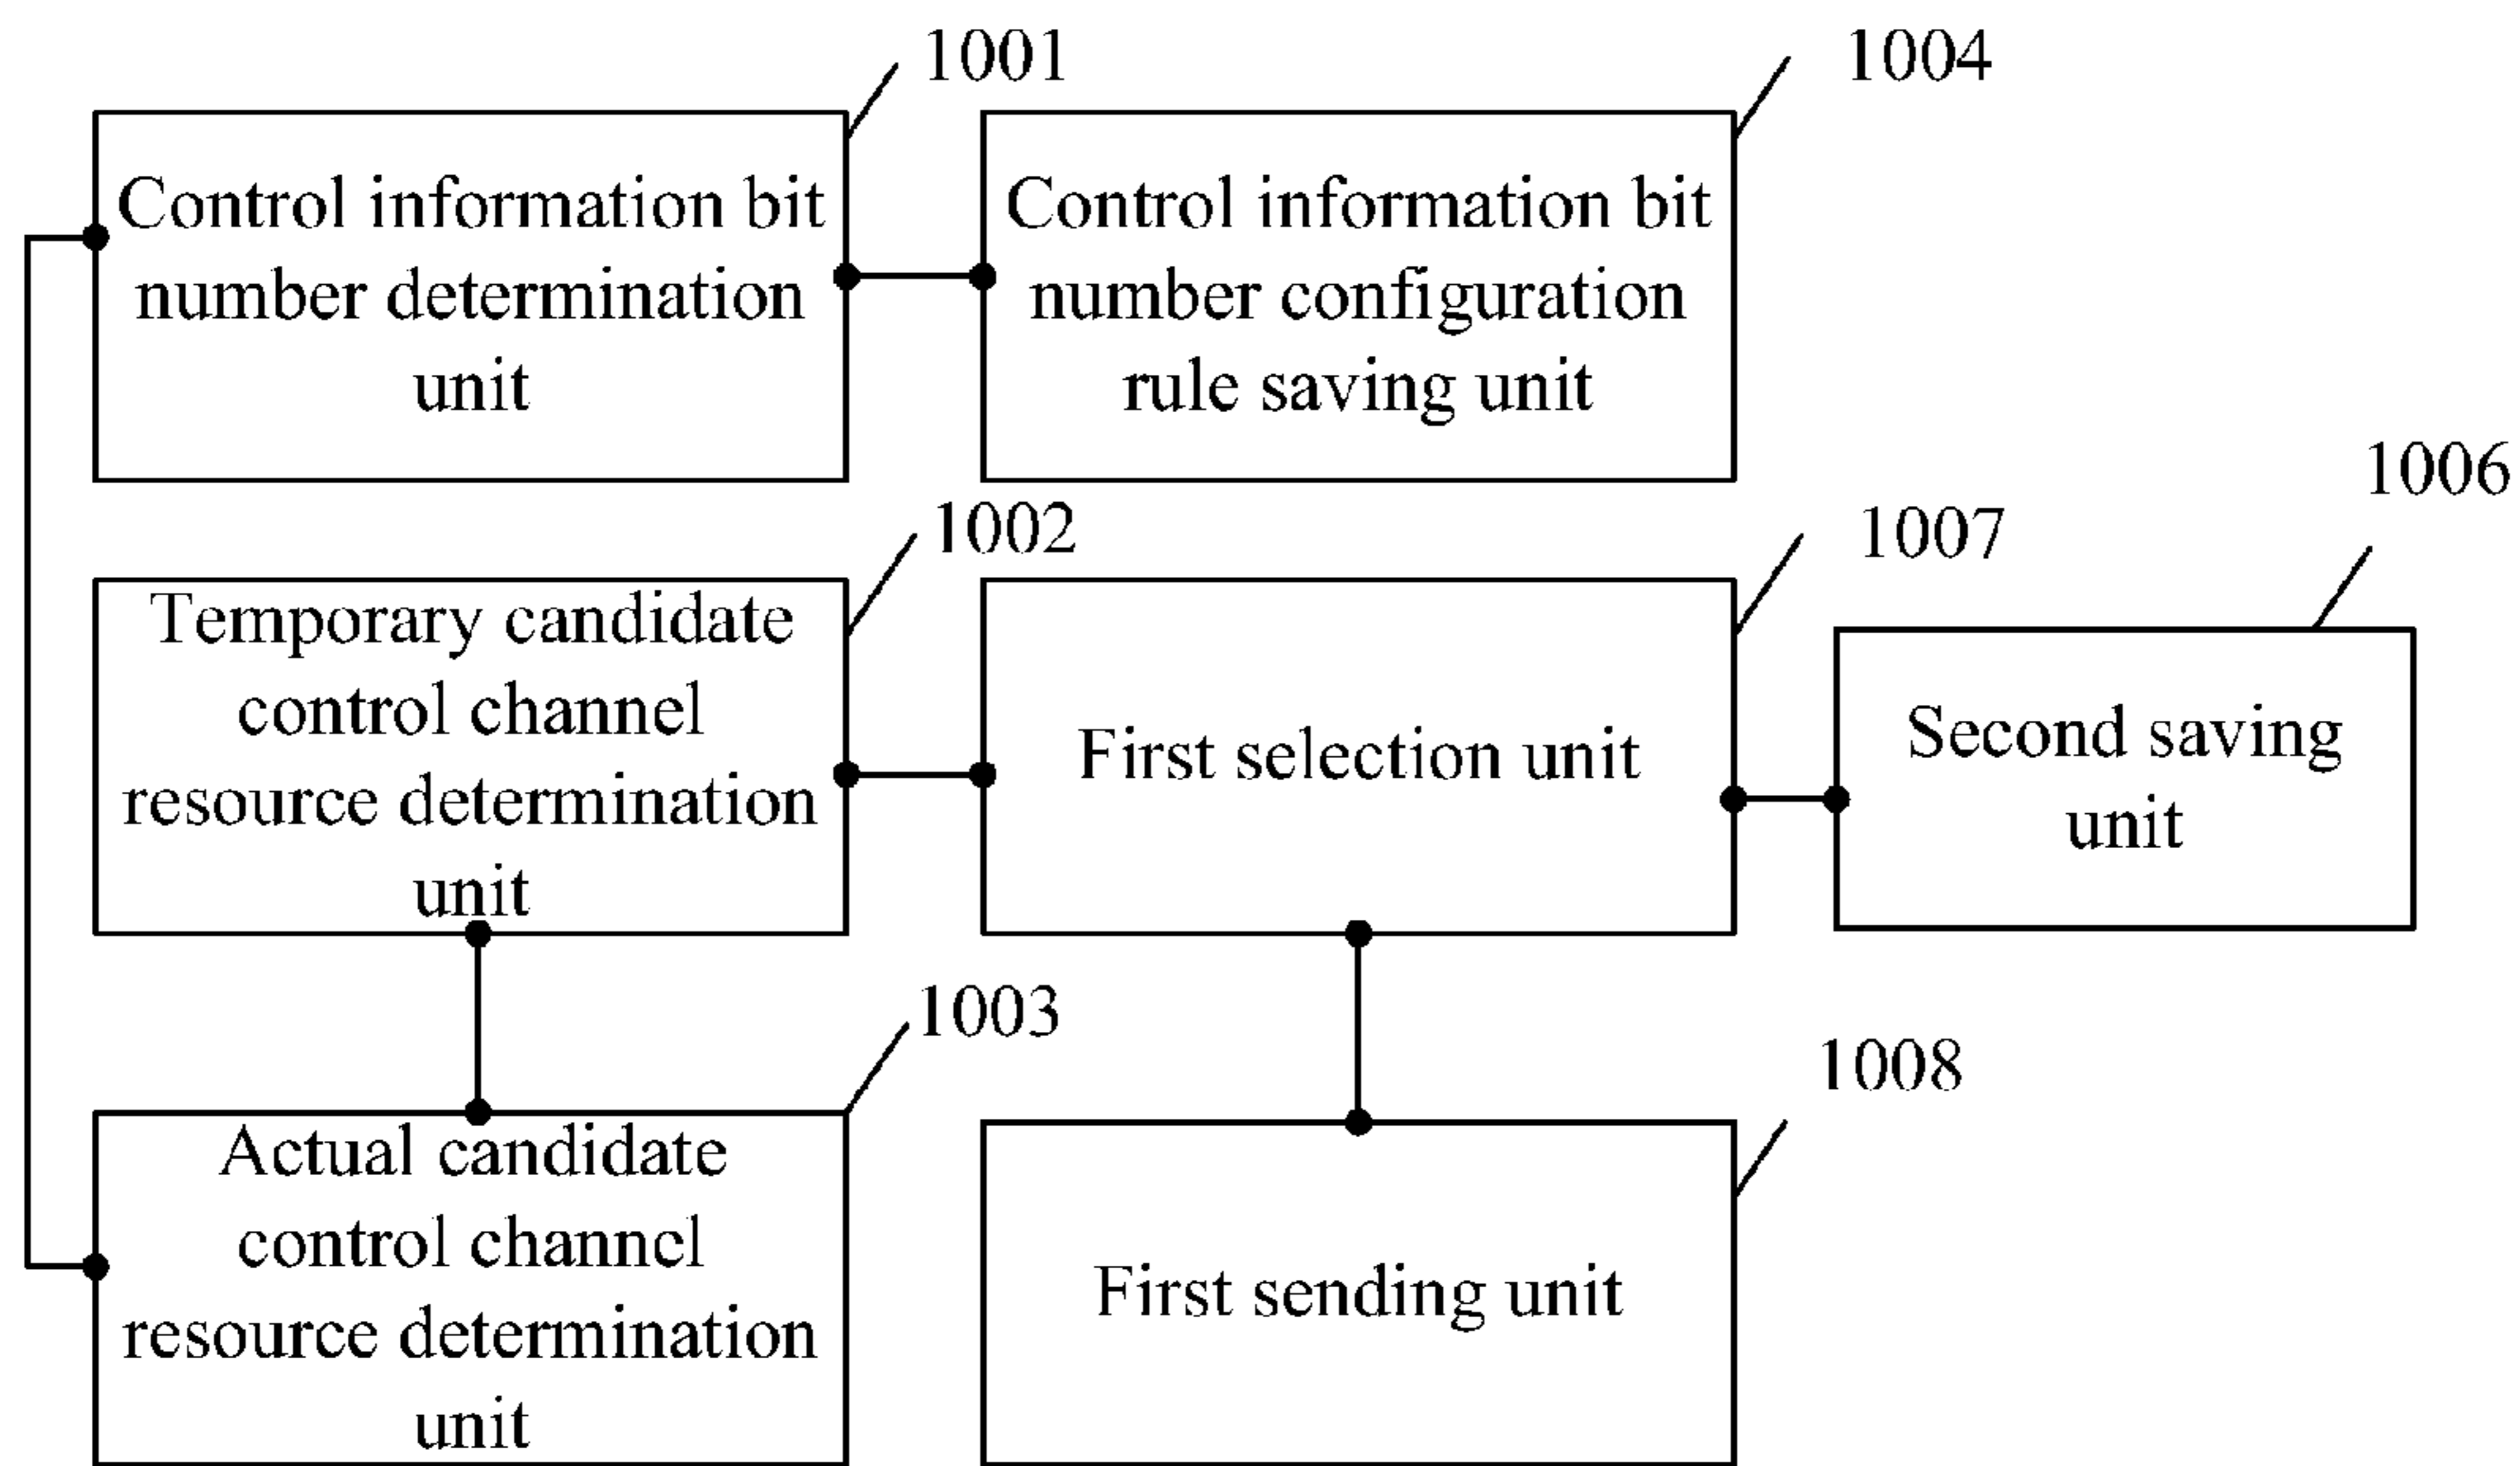 1001
1004
Control information bit
number determination
unit
Control information bit
number configuration
rule saving unit
1006
1002
1007
Temporary candidate
control channel
resource determination
unit
First selection unit
Second saving
unit
1003
1008
Actual candidate
control channel
resource determination
unit
First sending unit